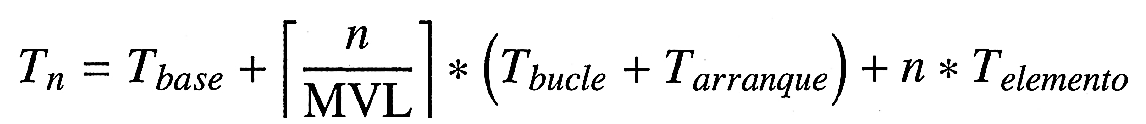 T_n = T_base + ⌈n/MVL⌉ * (T_bucle + T_arranque) + n * T_elemento